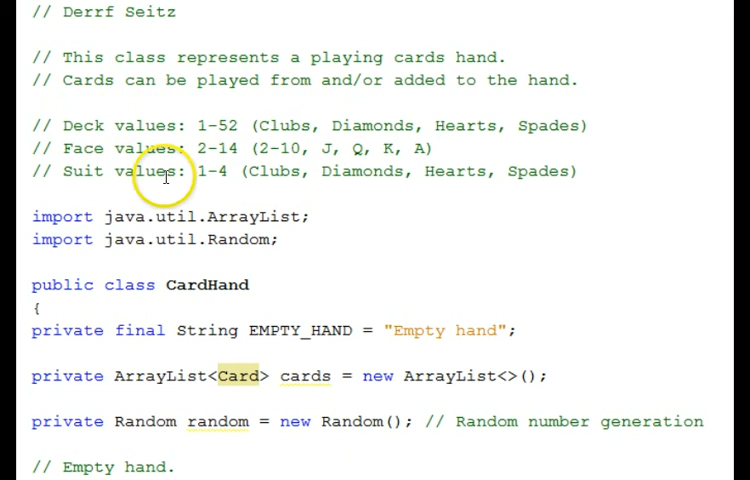 // Derrf Seitz
// This class represents a playing cards hand.
// Cards can be played from and/or added to the hand.
// Deck values: 1-52 (Clubs, Diamonds, Hearts, Spades)
// Face values: 2-14 (2-10, J, Q, K, A)
// Suit values: 1-4 (Clubs, Diamonds, Hearts, Spades)
import java.util.ArrayList;
import java.util.Random;
public class CardHand
{
private final String EMPTY_HAND = "Empty hand";
private ArrayList<Card> cards = new ArrayList<>();
private Random random = new Random(); // Random number generation
// Empty hand.